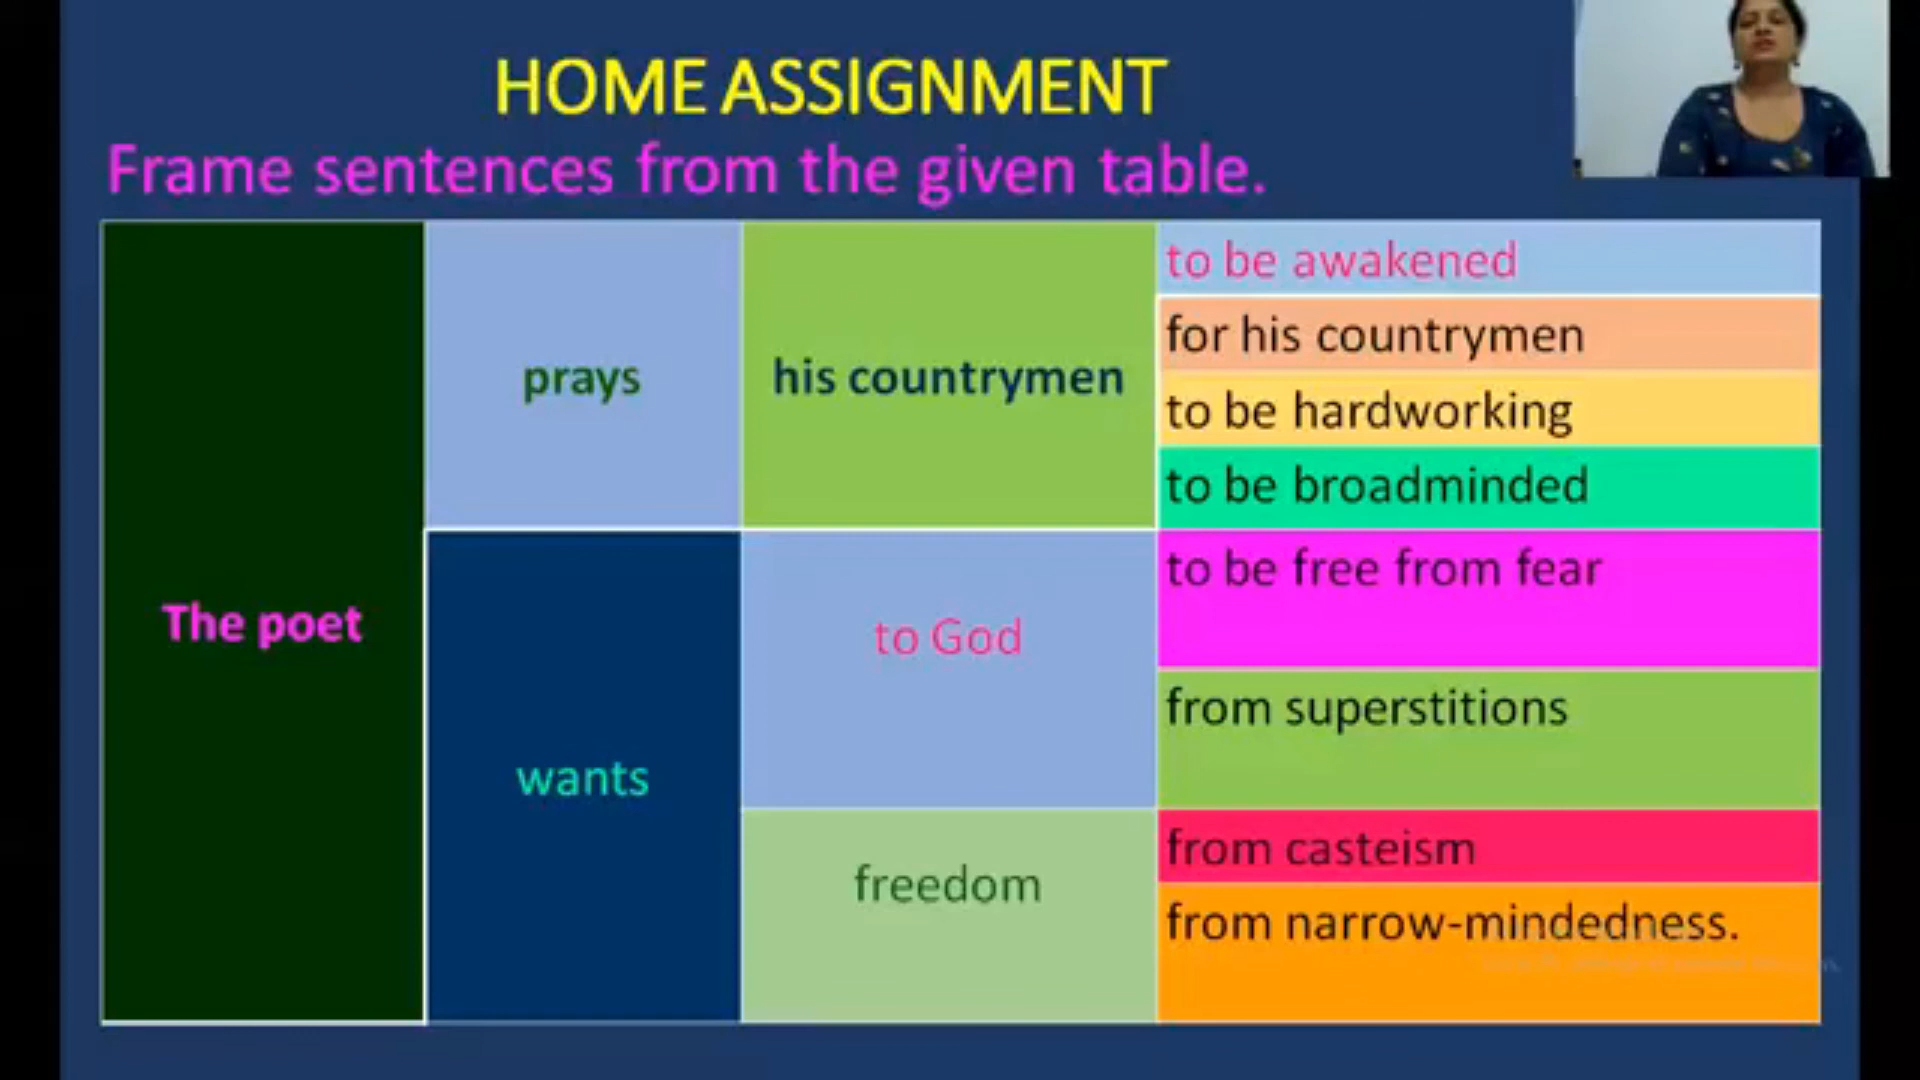 HOME ASSIGNMENT
Frame sentences from the given table.
The poet
prays
his countrymen
to be awakened
for his countrymen
to be hardworking
to be broadminded
wants
to God
to be free from fear
from superstitions
freedom
from casteism
from narrow-mindedness.